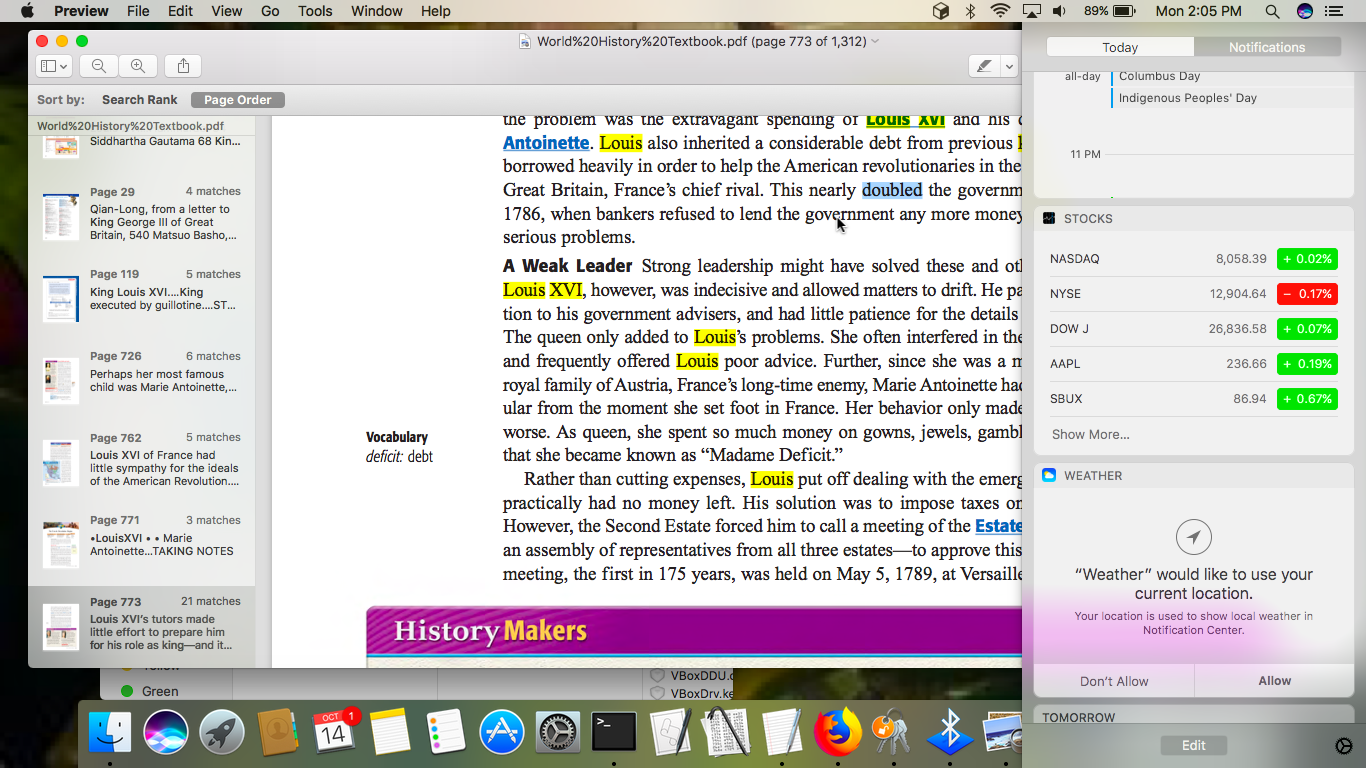 Preview File Edit View Go Tools Window Help 89% Mon 2:05 PM
World%20History%20Textbook.pdf (page 773 of 1,312)
Sort by: Search Rank Page Order
World%20History%20Textbook.pdf
Siddhartha Gautama 68 Kin...
Page 29 4 matches
Qian-Long, from a letter to
King George III of Great
Britain, 540 Matsuo Basho,...
Page 119 5 matches
King Louis XVI....King
executed by guillotine....ST...
Page 726 6 matches
Perhaps her most famous
child was Marie Antoinette,...
Page 762 5 matches
Louis XVI of France had
little sympathy for the ideals
of the American Revolution....
Page 771 3 matches
•LouisXVI • • Marie
Antoinette...TAKING NOTES
Page 773 21 matches
Louis XVI's tutors made
little effort to prepare him
for his role as king—and it...
the problem was the extravagant spending of Louis XVI and his
Antoinette. Louis also inherited a considerable debt from previous
borrowed heavily in order to help the American revolutionaries in the
Great Britain, France's chief rival. This nearly doubled the governm
1786, when bankers refused to lend the government any more money
serious problems.
A Weak Leader Strong leadership might have solved these and ot
Louis XVI, however, was indecisive and allowed matters to drift. He pa
tion to his government advisers, and had little patience for the details
The queen only added to Louis's problems. She often interfered in the
and frequently offered Louis poor advice. Further, since she was a m
royal family of Austria, France's long-time enemy, Marie Antoinette had
ular from the moment she set foot in France. Her behavior only made
worse. As queen, she spent so much money on gowns, jewels, gambl
that she became known as “Madame Deficit.”
Vocabulary
deficit: debt
Rather than cutting expenses, Louis put off dealing with the emerg
practically had no money left. His solution was to impose taxes on
However, the Second Estate forced him to call a meeting of the Estate
an assembly of representatives from all three estates—to approve this
meeting, the first in 175 years, was held on May 5, 1789, at Versaille
History Makers
Green
VBoxDDU.
VBoxDrv.ke
OCT
14
1
Today Notifications
all-day Columbus Day
Indigenous Peoples' Day
11 PM
STOCKS
NASDAQ 8,058.39 + 0.02%
NYSE 12,904.64 − 0.17%
DOW J 26,836.58 + 0.07%
AAPL 236.66 + 0.19%
SBUX 86.94 + 0.67%
Show More...
WEATHER
“Weather” would like to use your
current location.
Your location is used to show local weather in
Notification Center.
Don't Allow Allow
TOMORROW
Edit